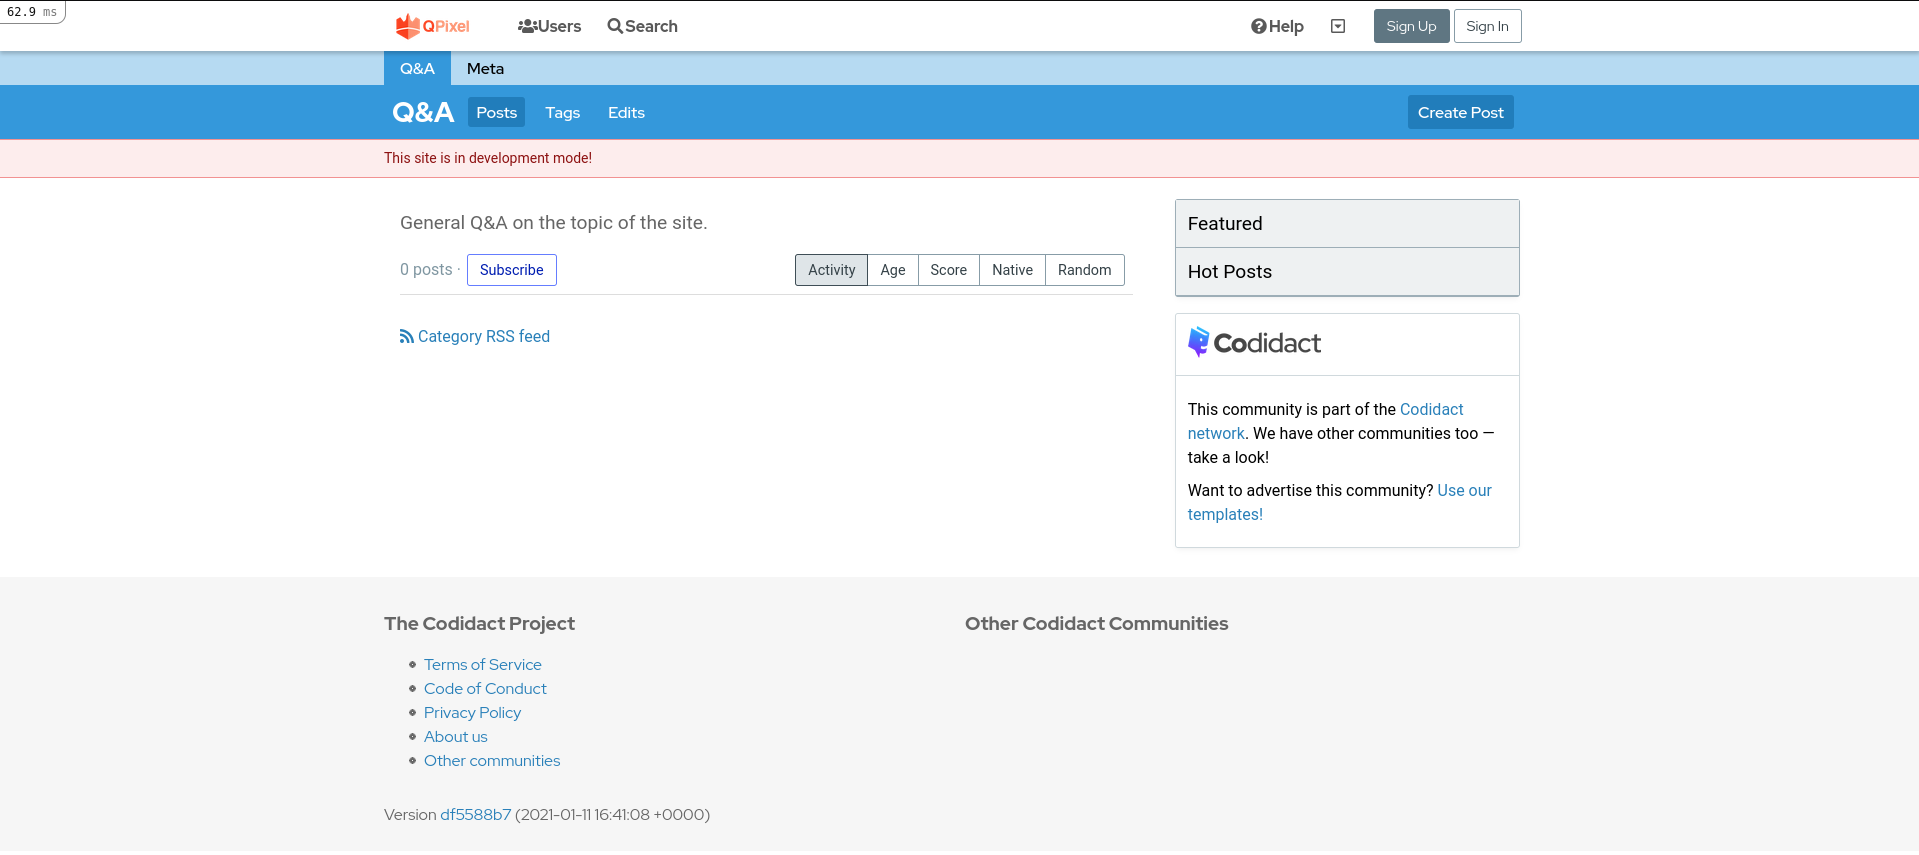 62.9 ms
QPixel
Users
Search
Help
Sign Up
Sign In
Q&A
Meta
Q&A
Posts
Tags
Edits
Create Post
This site is in development mode!
General Q&A on the topic of the site.
0 posts ·
Subscribe
Activity
Age
Score
Native
Random
Category RSS feed
Featured
Hot Posts
Codidact
This community is part of the Codidact
network. We have other communities too —
take a look!
Want to advertise this community? Use our
templates!
The Codidact Project
Terms of Service
Code of Conduct
Privacy Policy
About us
Other communities
Other Codidact Communities
Version df5588b7 (2021-01-11 16:41:08 +0000)